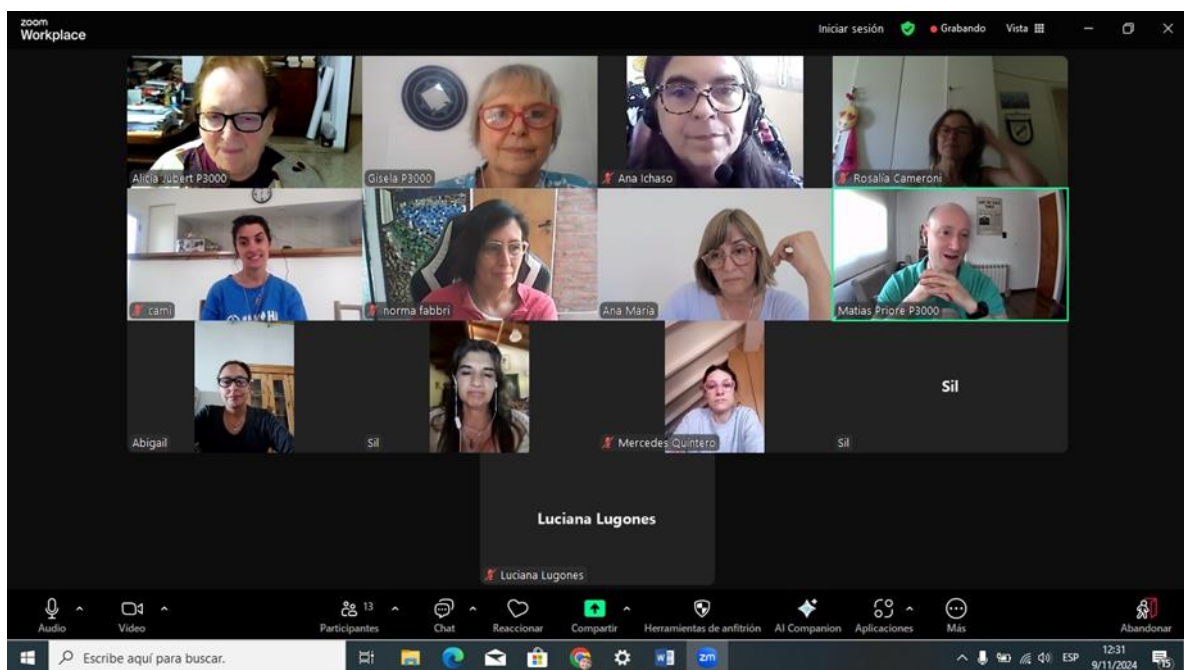 zoom
Workplace
Iniciar sesión
Grabando
Vista
Alicia Jubert P3000
Gisela P3000
Ana Ichaso
Rosalía Cameroni
cami
norma fabbri
Ana María
Matias Priore P3000
Abigail
Sil
Mercedes Quintero
Sil
Sil
Luciana Lugones
Luciana Lugones
Audio
Video
13
Participantes
Chat
Reaccionar
Compartir
Herramientas de anfitrión
AI Companion
Aplicaciones
Más
Abandonar
Escribe aquí para buscar.
W
zm
ESP
12:31
9/11/2024
15